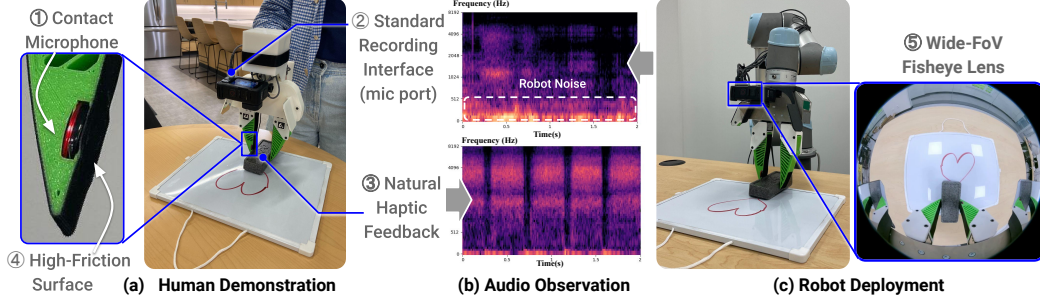 ① Contact
Microphone
② Standard
Recording
Interface
(mic port)
③ Natural
Haptic
Feedback
④ High-Friction
Surface
(a) Human Demonstration
Frequency (Hz)
8192
4096
2048
1024
512
0
Robot Noise
0 0.5 1 1.5 2
Time(s)
Frequency (Hz)
8192
4096
512
0
0 0.5 1 1.5 2
Time(s)
(b) Audio Observation
⑤ Wide-FoV
Fisheye Lens
(c) Robot Deployment